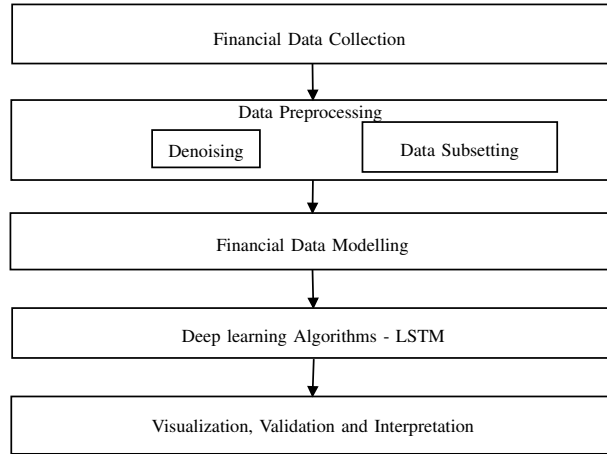 Financial Data Collection
Data Preprocessing
Denoising
Data Subsetting
Financial Data Modelling
Deep learning Algorithms - LSTM
Visualization, Validation and Interpretation